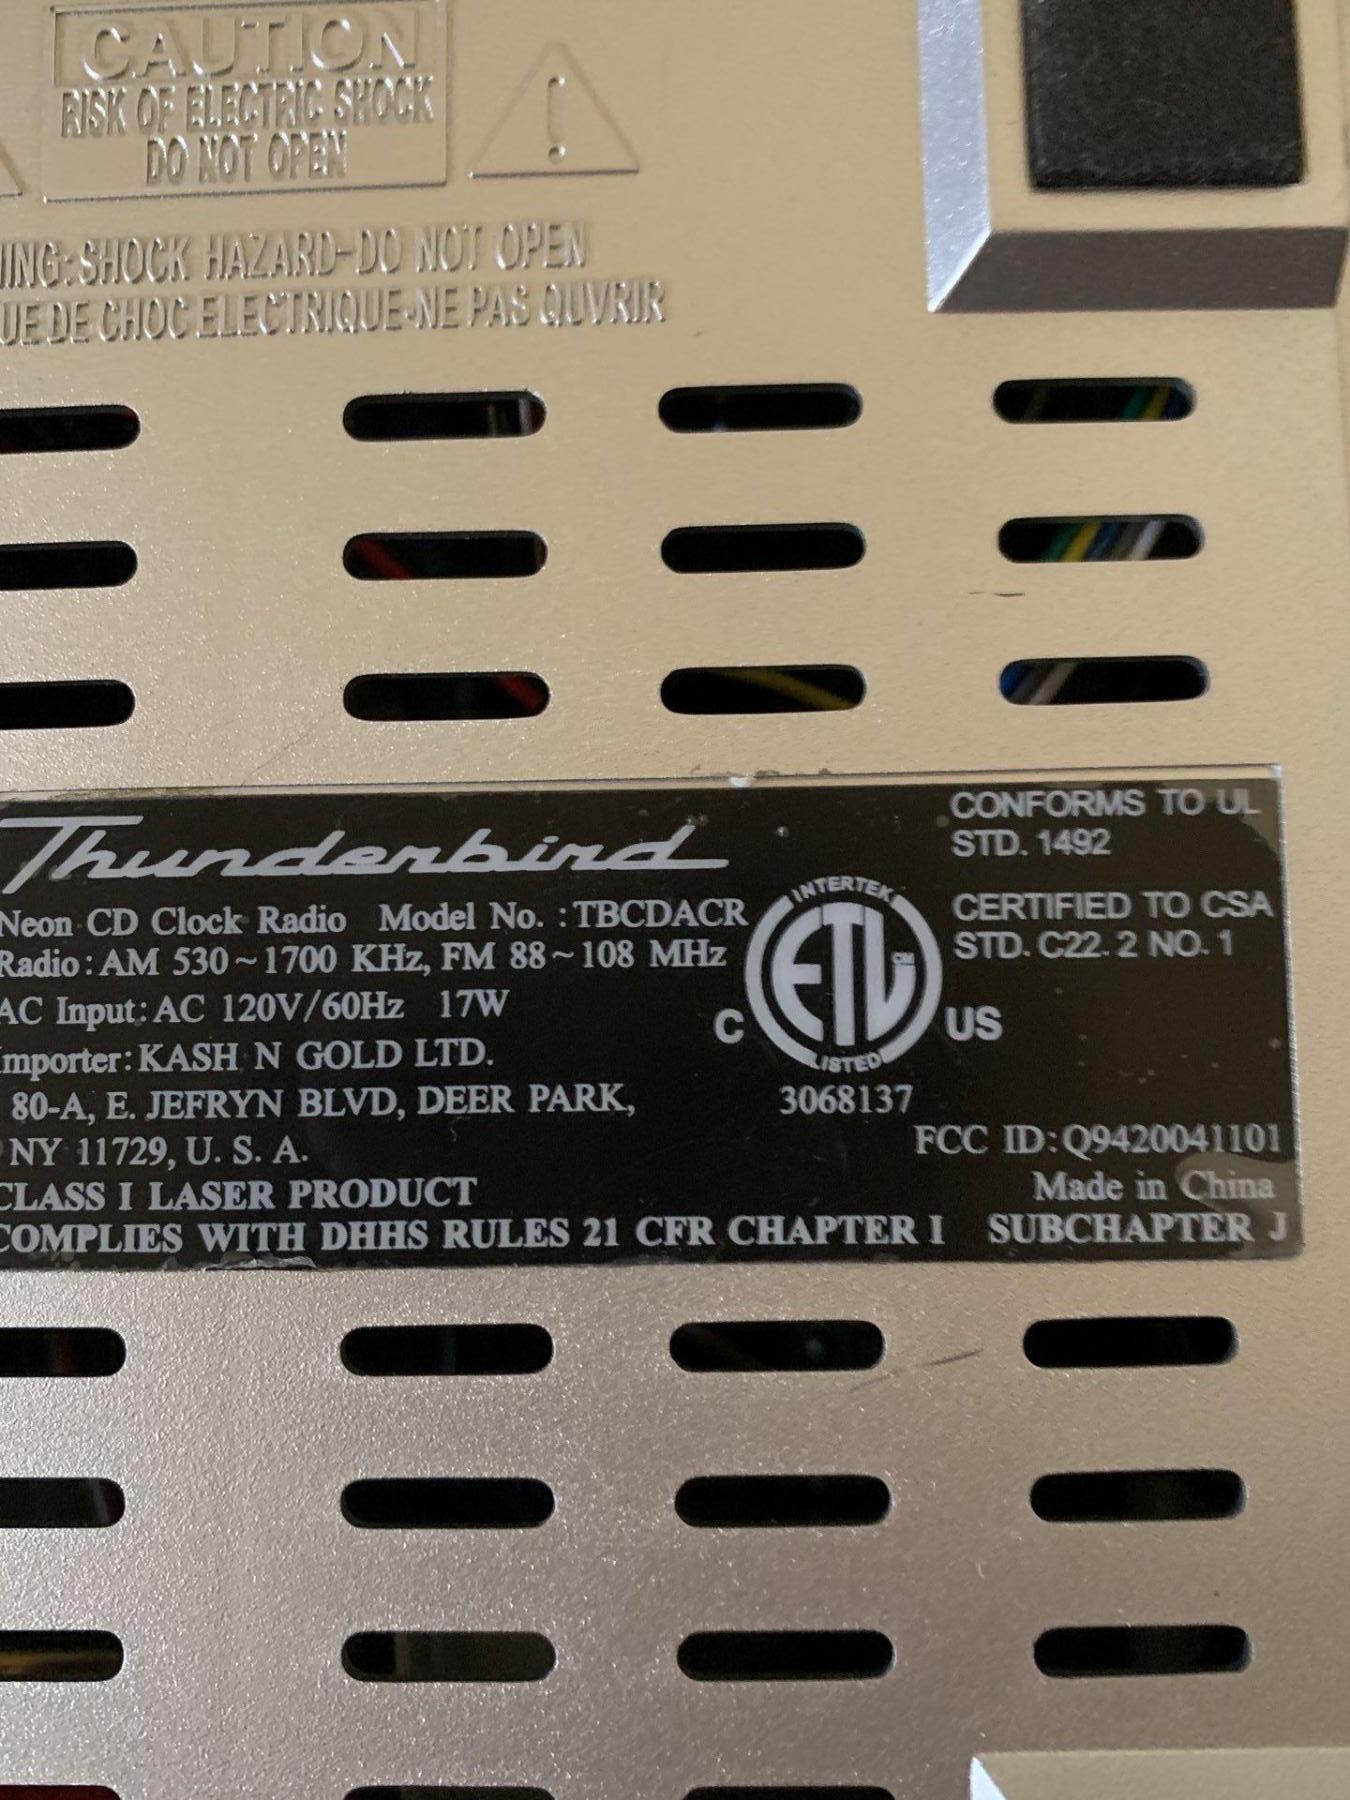 CAUTION
RISK OF ELECTRIC SHOCK
DO NOT OPEN
!
NING: SHOCK HAZARD-DO NOT OPEN
UE DE CHOC ELECTRIQUE-NE PAS OUVRIR
Thunderbird
Neon CD Clock Radio Model No. : TBCDACR
Radio : AM 530~1700 KHz, FM 88~108 MHz
AC Input: AC 120V/60Hz 17W
Importer: KASH N GOLD LTD.
80-A, E. JEFRYN BLVD, DEER PARK,
NY 11729, U. S. A.
CLASS I LASER PRODUCT
COMPLIES WITH DHHS RULES 21 CFR CHAPTER I SUBCHAPTER J
CONFORMS TO UL
STD. 1492
CERTIFIED TO CSA
STD. C22. 2 NO. 1
INTERTEK
ETL CM
C US
LISTED
3068137
FCC ID: Q9420041101
Made in China